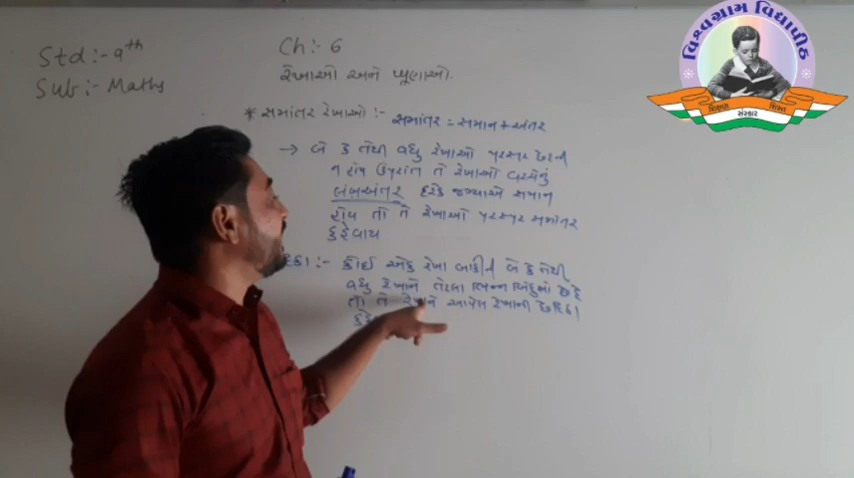 Std:- 9th
Sub:- Maths
Ch:- 6
રેખાઓ અને ખૂણાઓ.
* સમાંતર રેખાઓ :- સમાંતર = સમાન + અંતર
→ બે કે તેથી વધુ રેખાઓ પરસ્પર છેદતી
ન હોય ઉપરાંત તે રેખાઓ વચ્ચેનું
લંબઅંતર દરેક જગ્યાએ સમાન
હોય તો તે રેખાઓ પરસ્પર સમાંતર
કહેવાય
દિકા :- કોઈ એક રેખા બાકીની બે કે તેથી
વધુ રેખાને તેટલા ભિન્ન બિંદુમાં છેદે
તો તે રેખાને આપેલ રેખાની છેદિકા
વિશ્વગ્રામ વિદ્યાપીઠ
શિક્ષણ
સંસ્કાર